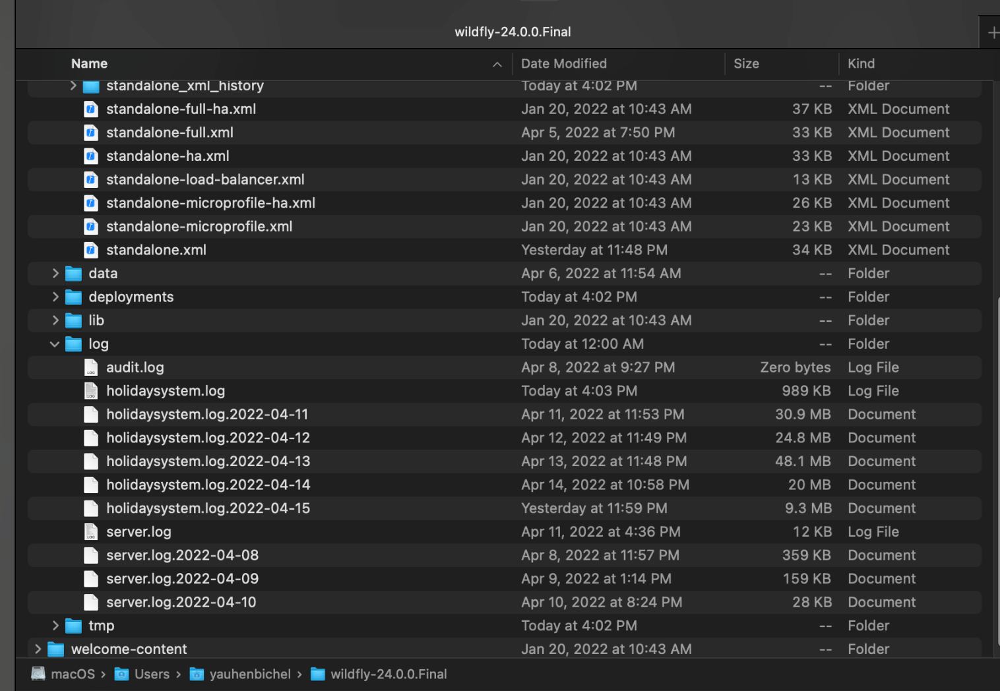 wildfly-24.0.0.Final
Name Date Modified Size Kind
standalone_xml_history Today at 4:02 PM -- Folder
standalone-full-ha.xml Jan 20, 2022 at 10:43 AM 37 KB XML Document
standalone-full.xml Apr 5, 2022 at 7:50 PM 33 KB XML Document
standalone-ha.xml Jan 20, 2022 at 10:43 AM 33 KB XML Document
standalone-load-balancer.xml Jan 20, 2022 at 10:43 AM 13 KB XML Document
standalone-microprofile-ha.xml Jan 20, 2022 at 10:43 AM 26 KB XML Document
standalone-microprofile.xml Jan 20, 2022 at 10:43 AM 23 KB XML Document
standalone.xml Yesterday at 11:48 PM 34 KB XML Document
data Apr 6, 2022 at 11:54 AM -- Folder
deployments Today at 4:02 PM -- Folder
lib Jan 20, 2022 at 10:43 AM -- Folder
log Today at 12:00 AM -- Folder
audit.log Apr 8, 2022 at 9:27 PM Zero bytes Log File
holidaysystem.log Today at 4:03 PM 989 KB Log File
holidaysystem.log.2022-04-11 Apr 11, 2022 at 11:53 PM 30.9 MB Document
holidaysystem.log.2022-04-12 Apr 12, 2022 at 11:49 PM 24.8 MB Document
holidaysystem.log.2022-04-13 Apr 13, 2022 at 11:48 PM 48.1 MB Document
holidaysystem.log.2022-04-14 Apr 14, 2022 at 10:58 PM 20 MB Document
holidaysystem.log.2022-04-15 Yesterday at 11:59 PM 9.3 MB Document
server.log Apr 11, 2022 at 4:36 PM 12 KB Log File
server.log.2022-04-08 Apr 8, 2022 at 11:57 PM 359 KB Document
server.log.2022-04-09 Apr 9, 2022 at 1:14 PM 159 KB Document
server.log.2022-04-10 Apr 10, 2022 at 8:24 PM 28 KB Document
tmp Today at 4:02 PM -- Folder
welcome-content Jan 20, 2022 at 10:43 AM -- Folder
macOS › Users › yauhenbichel › wildfly-24.0.0.Final